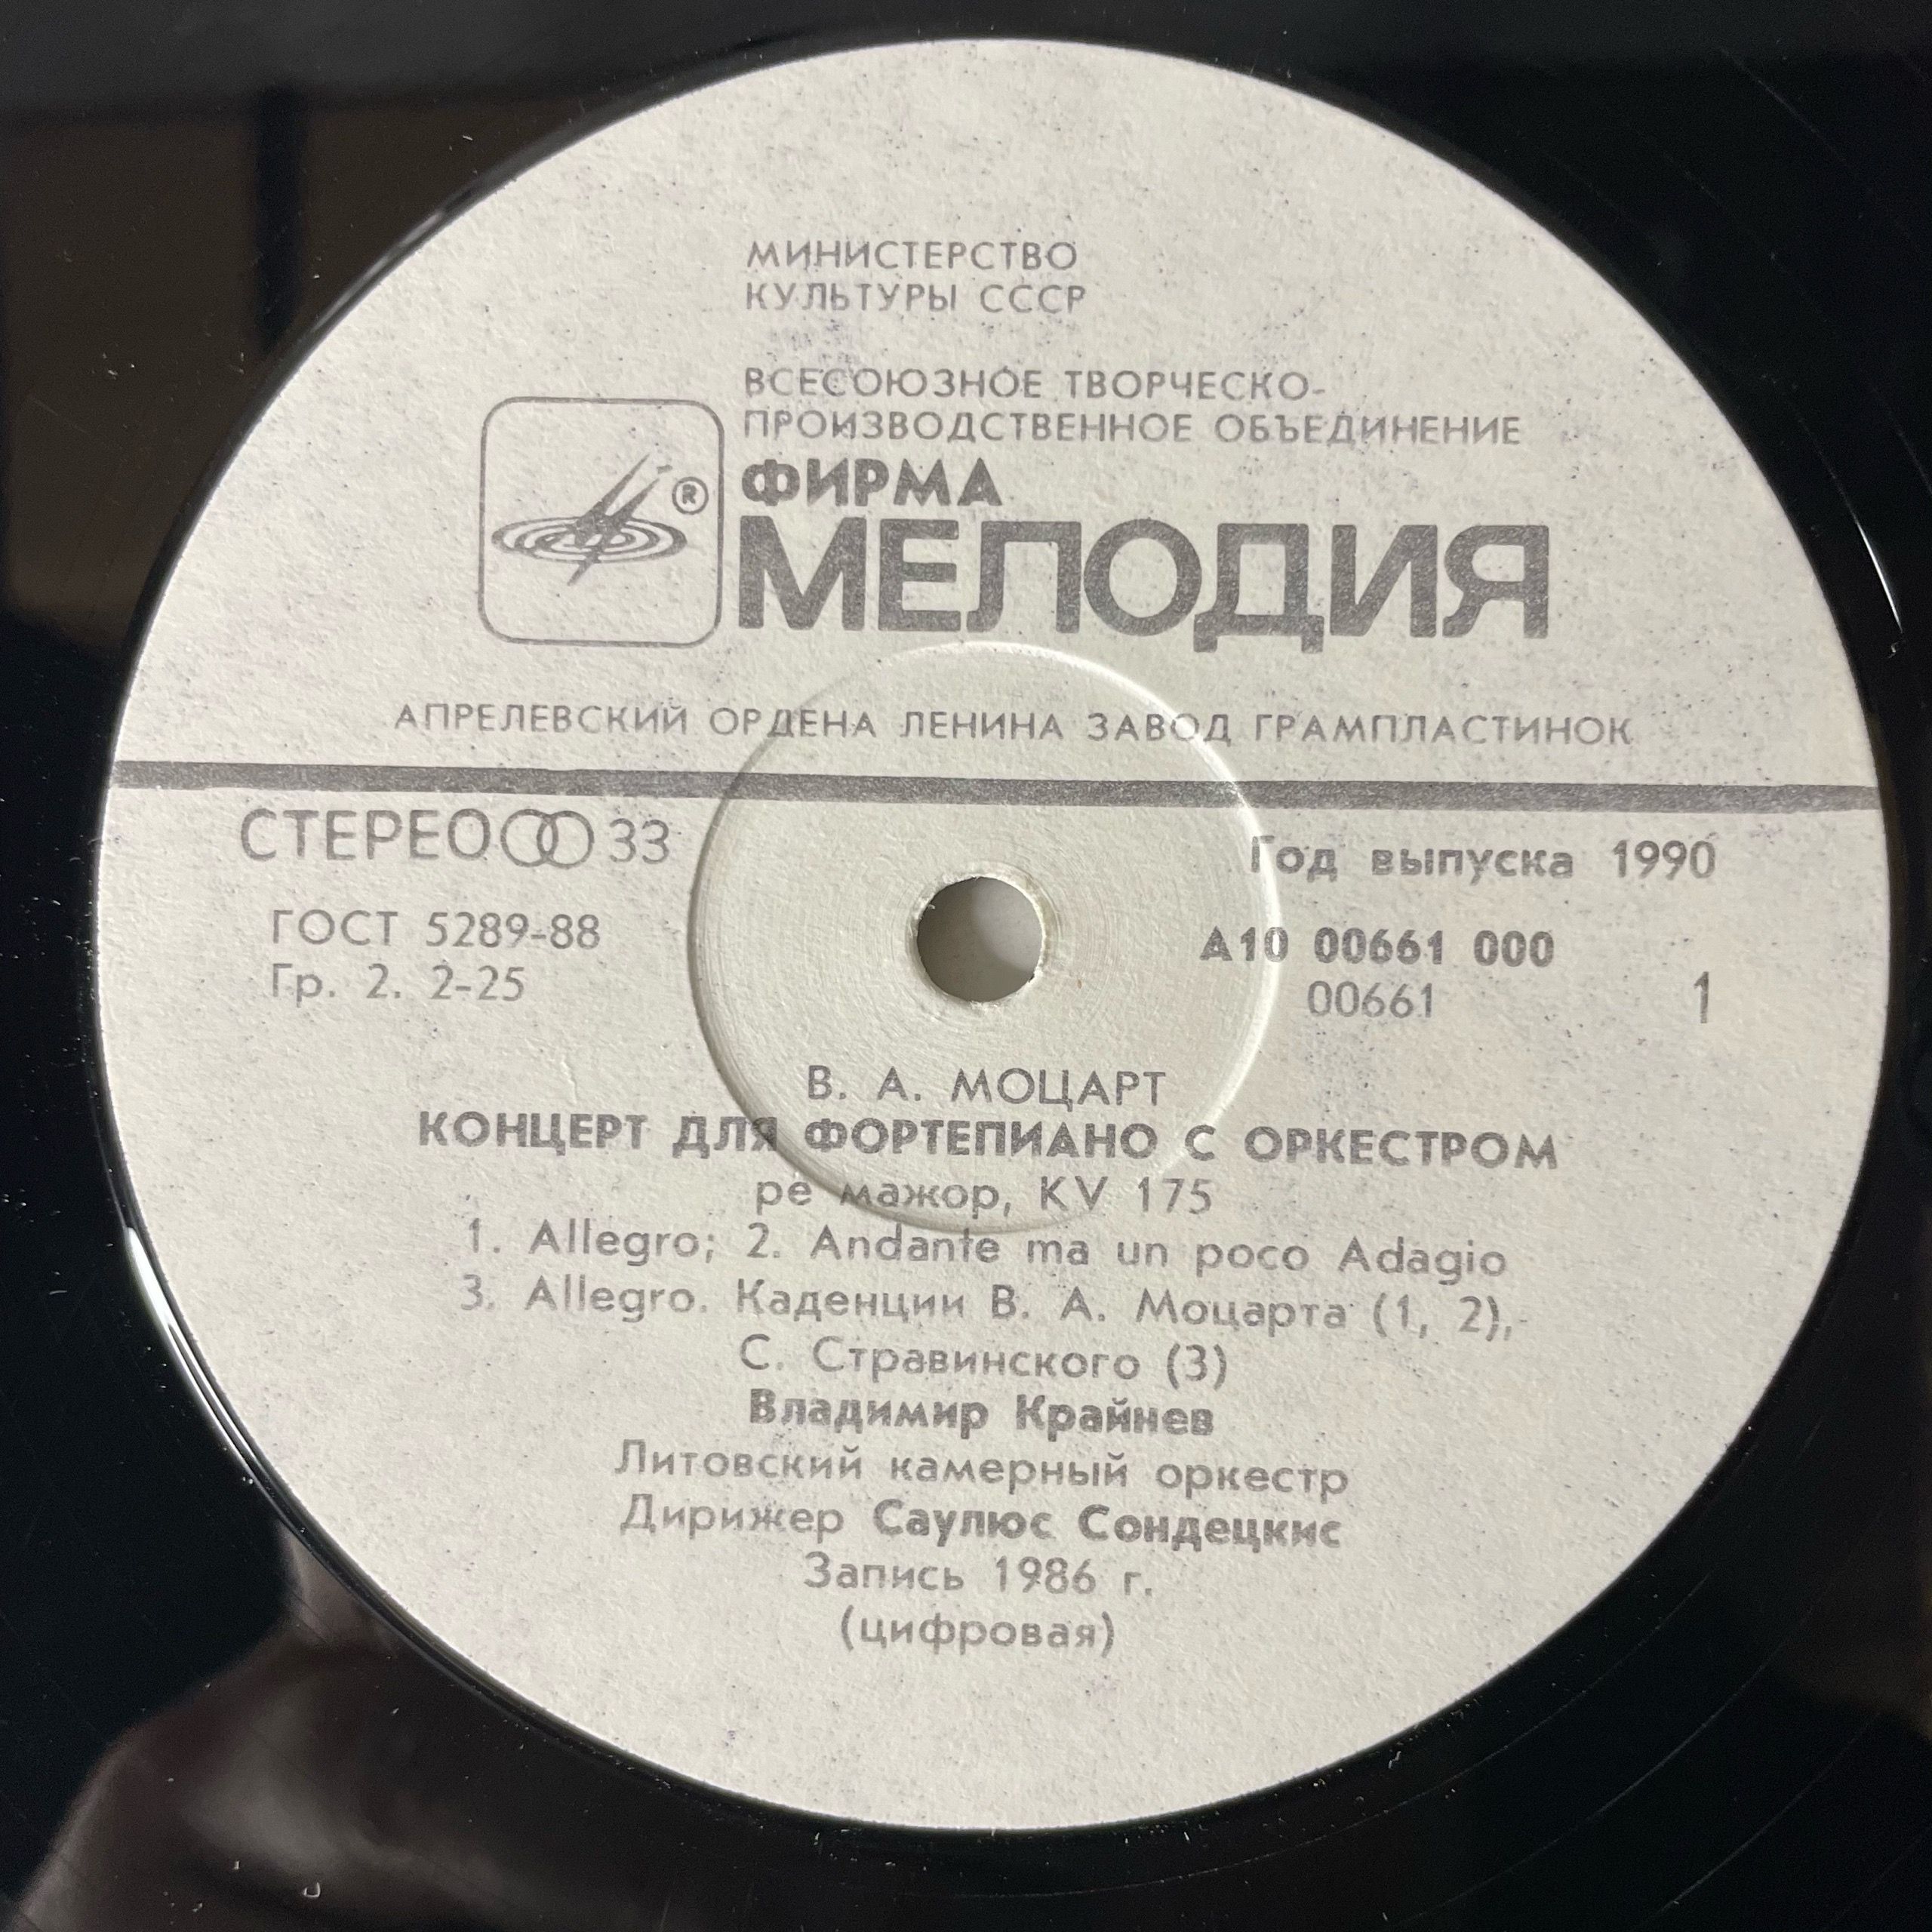 МИНИСТЕРСТВО
КУЛЬТУРЫ СССР
ВСЕСОЮЗНОЕ ТВОРЧЕСКО-
ПРОИЗВОДСТВЕННОЕ ОБЪЕДИНЕНИЕ
ФИРМА
®
МЕЛОДИЯ
АПРЕЛЕВСКИЙ ОРДЕНА ЛЕНИНА ЗАВОД ГРАМПЛАСТИНОК
СТЕРЕО 33
Год выпуска 1990
ГОСТ 5289-88
А10 00661 000
Гр. 2. 2-25
00661
1
В. А. МОЦАРТ
КОНЦЕРТ ДЛЯ ФОРТЕПИАНО С ОРКЕСТРОМ
ре мажор, KV 175
1. Allegro; 2. Andante ma un poco Adagio
3. Allegro. Каденции В. А. Моцарта (1, 2),
С. Стравинского (3)
Владимир Крайнев
Литовский камерный оркестр
Дирижер Саулюс Сондецкис
Запись 1986 г.
(цифровая)